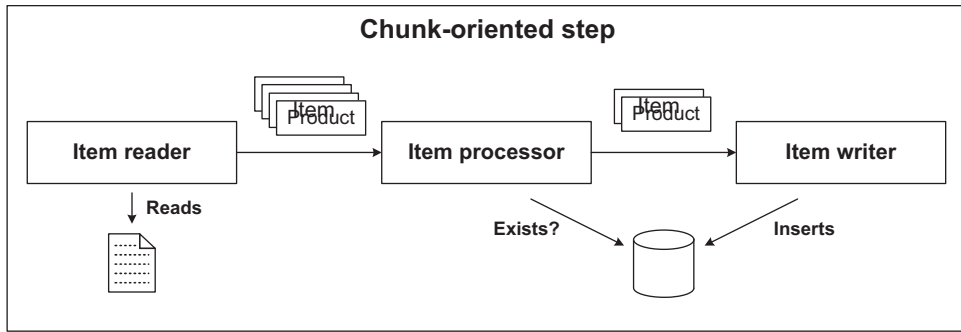 Chunk-oriented step
Item
Product
Item
Product
Item reader
Item processor
Item writer
Reads
Exists?
Inserts